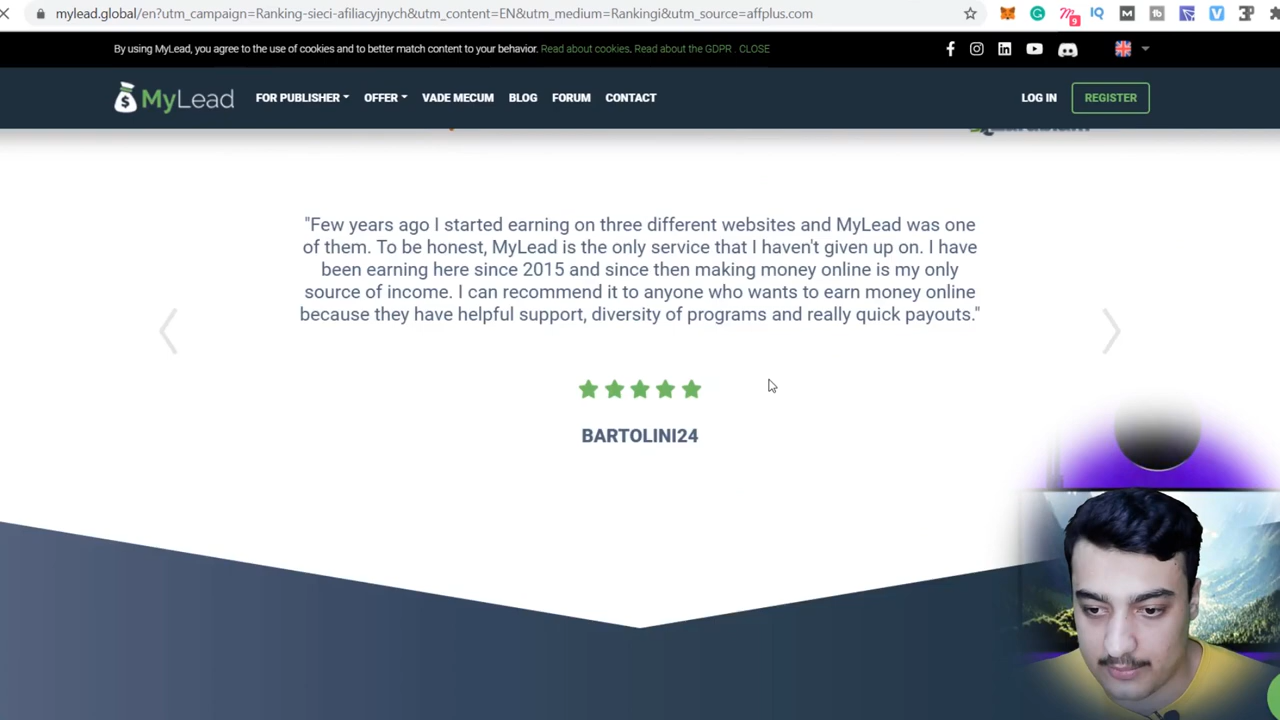 mylead.global/en?utm_campaign=Ranking-sieci-afiliacyjnych&utm_content=EN&utm_medium=Rankingi&utm_source=affplus.com
9
By using MyLead, you agree to the use of cookies and to better match content to your behavior. Read about cookies. Read about the GDPR . CLOSE
MyLead FOR PUBLISHER OFFER VADE MECUM BLOG FORUM CONTACT LOG IN REGISTER
"Few years ago I started earning on three different websites and MyLead was one
of them. To be honest, MyLead is the only service that I haven't given up on. I have
been earning here since 2015 and since then making money online is my only
source of income. I can recommend it to anyone who wants to earn money online
because they have helpful support, diversity of programs and really quick payouts."
BARTOLINI24